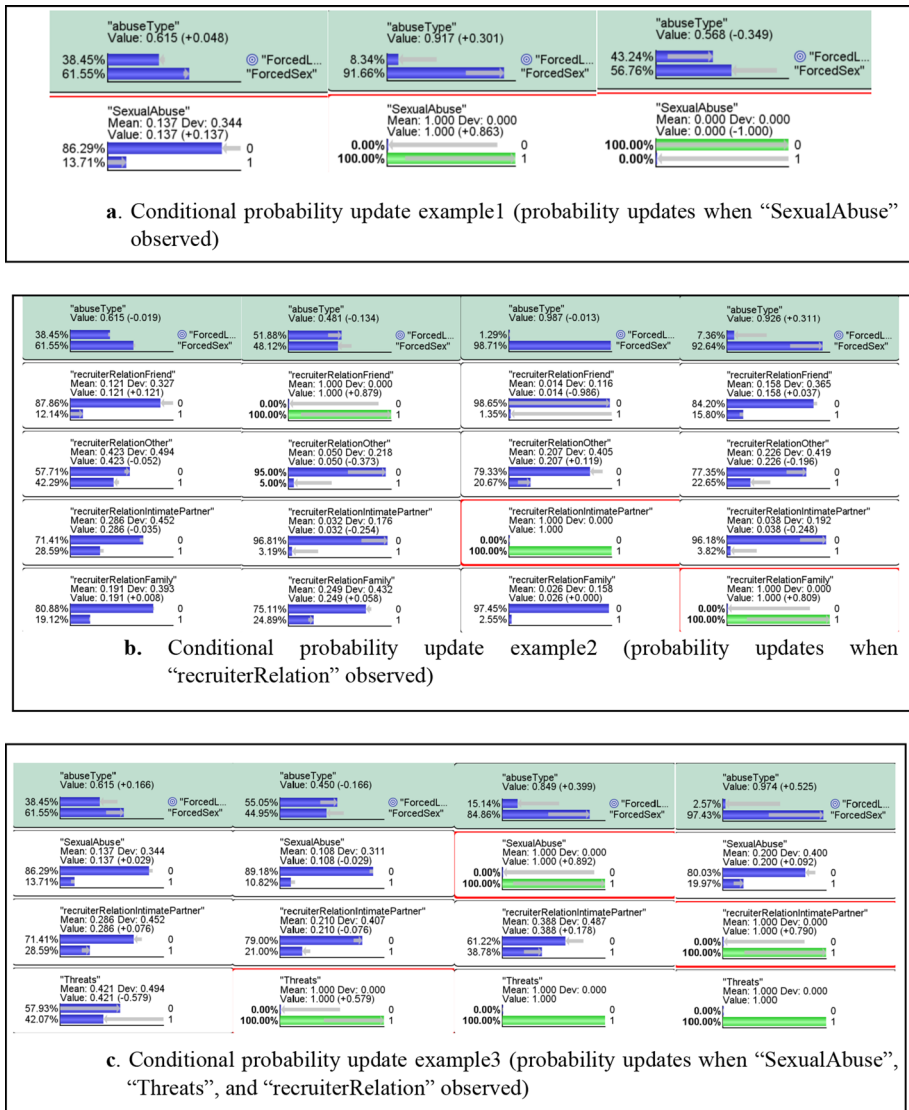 "abuseType"
Value: 0.615 (+0.048)
38.45% "ForcedL...
61.55% "ForcedSex"
"SexualAbuse"
Mean: 0.137 Dev: 0.344
Value: 0.137 (+0.137)
86.29% 0
13.71% 1
"abuseType"
Value: 0.917 (+0.301)
8.34% "ForcedL...
91.66% "ForcedSex"
"SexualAbuse"
Mean: 1.000 Dev: 0.000
Value: 1.000 (+0.863)
0.00% 0
100.00% 1
"abuseType"
Value: 0.568 (-0.349)
43.24% "ForcedL...
56.76% "ForcedSex"
"SexualAbuse"
Mean: 0.000 Dev: 0.000
Value: 0.000 (-1.000)
100.00% 0
0.00% 1
a. Conditional probability update example1 (probability updates when “SexualAbuse”
observed)
"abuseType"
Value: 0.615 (-0.019)
38.45% "ForcedL...
61.55% "ForcedSex"
"recruiterRelationFriend"
Mean: 0.121 Dev: 0.327
Value: 0.121 (+0.121)
87.86% 0
12.14% 1
"recruiterRelationOther"
Mean: 0.423 Dev: 0.494
Value: 0.423 (-0.052)
57.71% 0
42.29% 1
"recruiterRelationIntimatePartner"
Mean: 0.286 Dev: 0.452
Value: 0.286 (-0.035)
71.41% 0
28.59% 1
"recruiterRelationFamily"
Mean: 0.191 Dev: 0.393
Value: 0.191 (+0.008)
80.88% 0
19.12% 1
"abuseType"
Value: 0.481 (-0.134)
51.88% "ForcedL...
48.12% "ForcedSex"
"recruiterRelationFriend"
Mean: 1.000 Dev: 0.000
Value: 1.000 (+0.879)
0.00% 0
100.00% 1
"recruiterRelationOther"
Mean: 0.050 Dev: 0.218
Value: 0.050 (-0.373)
95.00% 0
5.00% 1
"recruiterRelationIntimatePartner"
Mean: 0.032 Dev: 0.176
Value: 0.032 (-0.254)
96.81% 0
3.19% 1
"recruiterRelationFamily"
Mean: 0.249 Dev: 0.432
Value: 0.249 (+0.058)
75.11% 0
24.89% 1
"abuseType"
Value: 0.987 (-0.013)
1.29% "ForcedL...
98.71% "ForcedSex"
"recruiterRelationFriend"
Mean: 0.014 Dev: 0.116
Value: 0.014 (-0.986)
98.65% 0
1.35% 1
"recruiterRelationOther"
Mean: 0.207 Dev: 0.405
Value: 0.207 (+0.119)
79.33% 0
20.67% 1
"recruiterRelationIntimatePartner"
Mean: 1.000 Dev: 0.000
Value: 1.000
0.00% 0
100.00% 1
"recruiterRelationFamily"
Mean: 0.026 Dev: 0.158
Value: 0.026 (+0.000)
97.45% 0
2.55% 1
"abuseType"
Value: 0.926 (+0.311)
7.36% "ForcedL...
92.64% "ForcedSex"
"recruiterRelationFriend"
Mean: 0.158 Dev: 0.365
Value: 0.158 (+0.037)
84.20% 0
15.80% 1
"recruiterRelationOther"
Mean: 0.226 Dev: 0.419
Value: 0.226 (-0.196)
77.35% 0
22.65% 1
"recruiterRelationIntimatePartner"
Mean: 0.038 Dev: 0.192
Value: 0.038 (-0.248)
96.18% 0
3.82% 1
"recruiterRelationFamily"
Mean: 1.000 Dev: 0.000
Value: 1.000 (+0.809)
0.00% 0
100.00% 1
b. Conditional probability update example2 (probability updates when
“recruiterRelation” observed)
"abuseType"
Value: 0.615 (+0.166)
38.45% "ForcedL...
61.55% "ForcedSex"
"SexualAbuse"
Mean: 0.137 Dev: 0.344
Value: 0.137 (+0.029)
86.29% 0
13.71% 1
"recruiterRelationIntimatePartner"
Mean: 0.286 Dev: 0.452
Value: 0.286 (+0.076)
71.41% 0
28.59% 1
"Threats"
Mean: 0.421 Dev: 0.494
Value: 0.421 (-0.579)
57.93% 0
42.07% 1
"abuseType"
Value: 0.450 (-0.166)
55.05% "ForcedL...
44.95% "ForcedSex"
"SexualAbuse"
Mean: 0.108 Dev: 0.311
Value: 0.108 (-0.029)
89.18% 0
10.82% 1
"recruiterRelationIntimatePartner"
Mean: 0.210 Dev: 0.407
Value: 0.210 (-0.076)
79.00% 0
21.00% 1
"Threats"
Mean: 1.000 Dev: 0.000
Value: 1.000 (+0.579)
0.00% 0
100.00% 1
"abuseType"
Value: 0.849 (+0.399)
15.14% "ForcedL...
84.86% "ForcedSex"
"SexualAbuse"
Mean: 1.000 Dev: 0.000
Value: 1.000 (+0.892)
0.00% 0
100.00% 1
"recruiterRelationIntimatePartner"
Mean: 0.388 Dev: 0.487
Value: 0.388 (+0.178)
61.22% 0
38.78% 1
"Threats"
Mean: 1.000 Dev: 0.000
Value: 1.000
0.00% 0
100.00% 1
"abuseType"
Value: 0.974 (+0.525)
2.57% "ForcedL...
97.43% "ForcedSex"
"SexualAbuse"
Mean: 0.200 Dev: 0.400
Value: 0.200 (+0.092)
80.03% 0
19.97% 1
"recruiterRelationIntimatePartner"
Mean: 1.000 Dev: 0.000
Value: 1.000 (+0.790)
0.00% 0
100.00% 1
"Threats"
Mean: 1.000 Dev: 0.000
Value: 1.000
0.00% 0
100.00% 1
c. Conditional probability update example3 (probability updates when “SexualAbuse”,
“Threats”, and “recruiterRelation” observed)